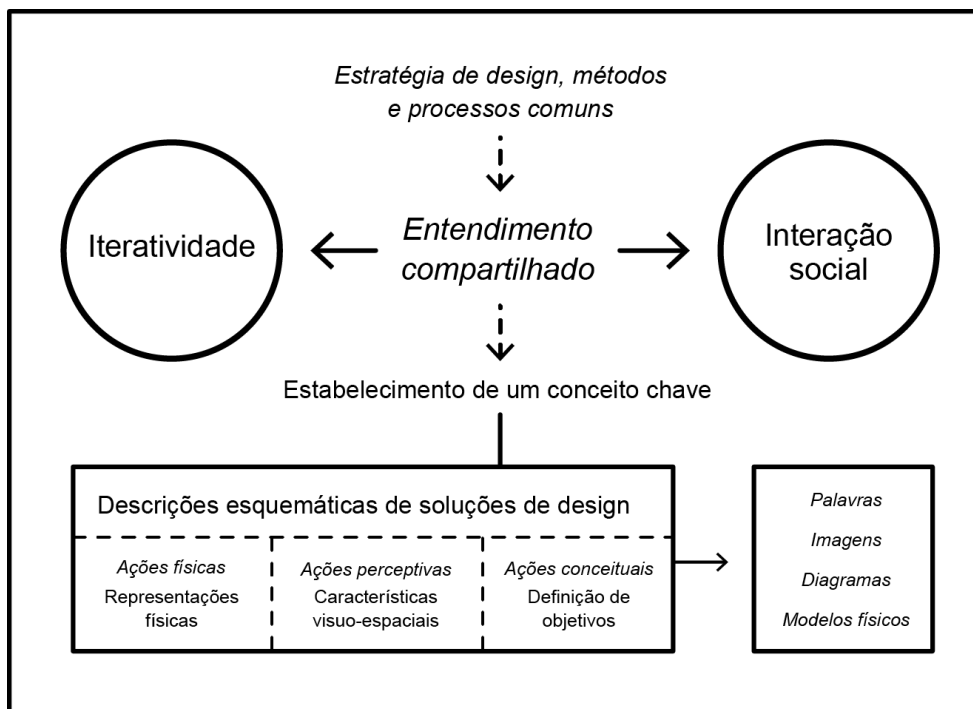 Estratégia de design, métodos
e processos comuns
Iteratividade
Entendimento
compartilhado
Interação
social
Estabelecimento de um conceito chave
Descrições esquemáticas de soluções de design
Ações físicas
Representações
físicas
Ações perceptivas
Características
visuo-espaciais
Ações conceituais
Definição de
objetivos
Palavras
Imagens
Diagramas
Modelos físicos